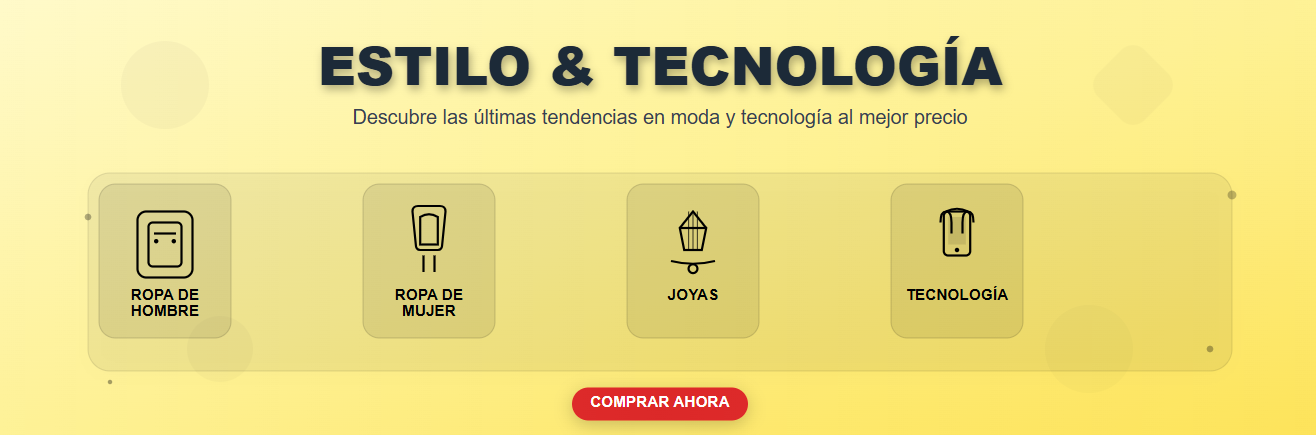 ESTILO & TECNOLOGÍA
Descubre las últimas tendencias en moda y tecnología al mejor precio
ROPA DE
HOMBRE
ROPA DE
MUJER
JOYAS
TECNOLOGÍA
COMPRAR AHORA